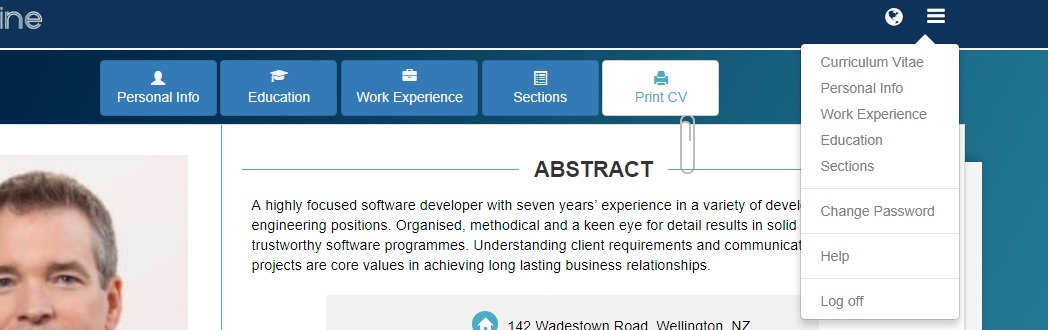 ine
Personal Info
Education
Work Experience
Sections
Print CV
Curriculum Vitae
Personal Info
Work Experience
Education
Sections
Change Password
Help
Log off
ABSTRACT
A highly focused software developer with seven years’ experience in a variety of devel
engineering positions. Organised, methodical and a keen eye for detail results in solid
trustworthy software programmes. Understanding client requirements and communicat
projects are core values in achieving long lasting business relationships.
142 Wadestown Road, Wellington, NZ